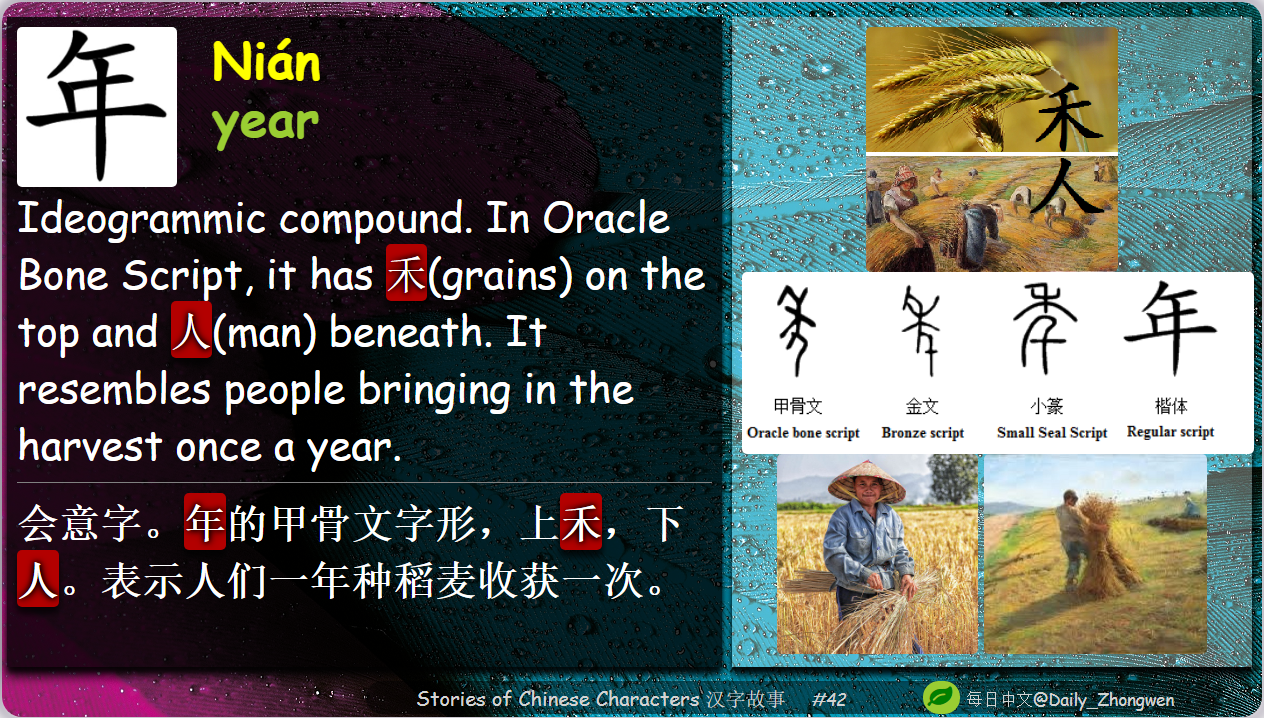 年
Nián
year
Ideogrammic compound. In Oracle
Bone Script, it has 禾(grains) on the
top and 人(man) beneath. It
resembles people bringing in the
harvest once a year.
会意字。年的甲骨文字形，上禾，下
人。表示人们一年种稻麦收获一次。
禾
人
年
甲骨文 金文 小篆 楷体
Oracle bone script Bronze script Small Seal Script Regular script
Stories of Chinese Characters 汉字故事 #42
每日中文@Daily_Zhongwen